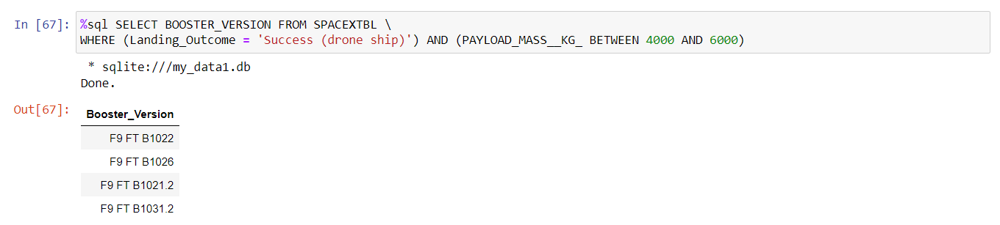 In [67]: %sql SELECT BOOSTER_VERSION FROM SPACEXTBL \
WHERE (Landing_Outcome = 'Success (drone ship)') AND (PAYLOAD_MASS__KG_ BETWEEN 4000 AND 6000)
* sqlite:///my_data1.db
Done.
Out[67]: Booster_Version
F9 FT B1022
F9 FT B1026
F9 FT B1021.2
F9 FT B1031.2